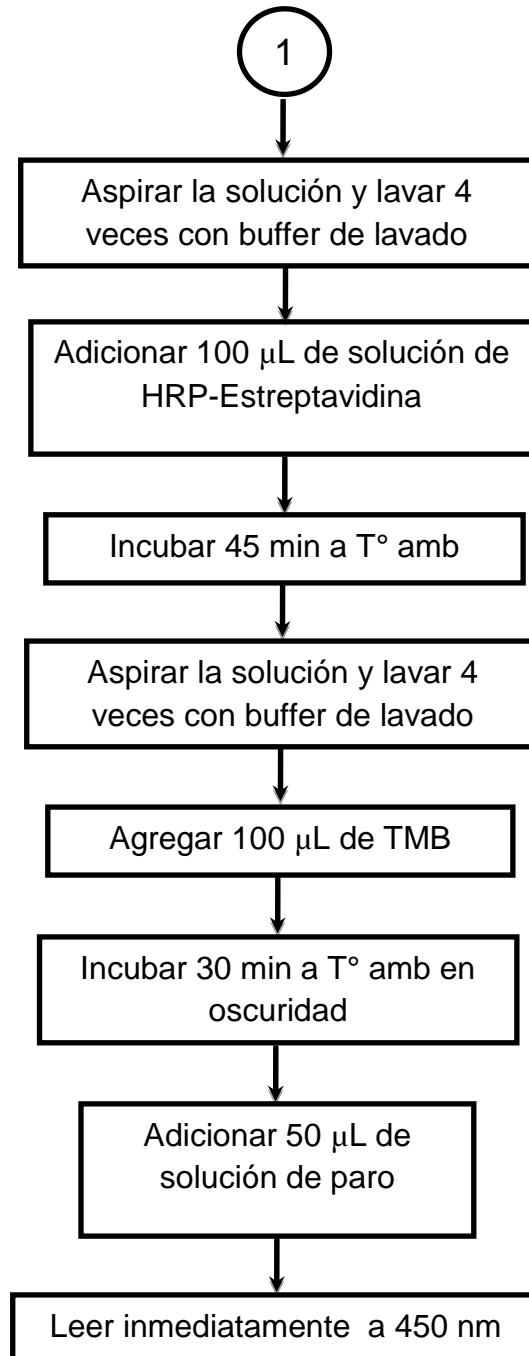 1
Aspirar la solución y lavar 4
veces con buffer de lavado
Adicionar 100 μL de solución de
HRP-Estreptavidina
Incubar 45 min a T° amb
Aspirar la solución y lavar 4
veces con buffer de lavado
Agregar 100 μL de TMB
Incubar 30 min a T° amb en
oscuridad
Adicionar 50 μL de
solución de paro
Leer inmediatamente a 450 nm